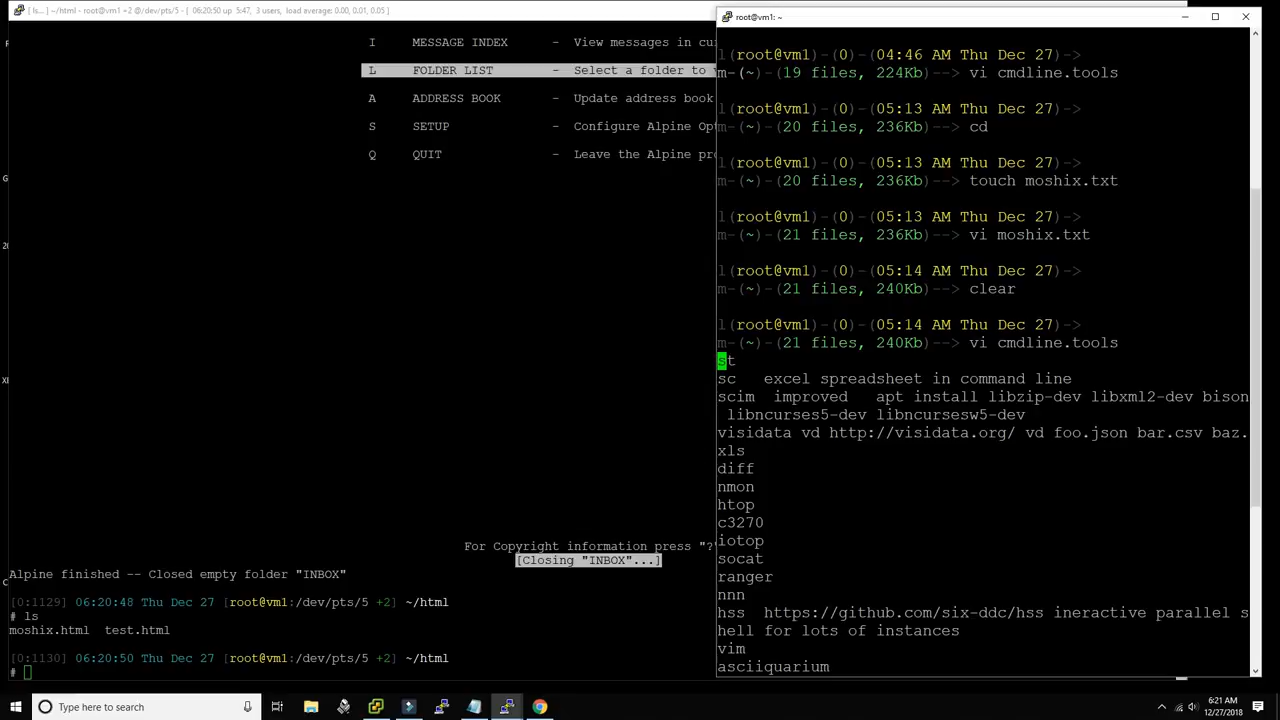 [ ls... ] ~/html - root@vm1 +2 @/dev/pts/5 - [ 06:20:50 up 5:47, 3 users, load average: 0.00, 0.01, 0.05 ]
I MESSAGE INDEX - View messages in cu
L FOLDER LIST - Select a folder to
A ADDRESS BOOK - Update address book
S SETUP - Configure Alpine Opt
Q QUIT - Leave the Alpine pr
For Copyright information press "?"
[Closing "INBOX"...]
Alpine finished -- Closed empty folder "INBOX"
[0:1129] 06:20:48 Thu Dec 27 [root@vm1:/dev/pts/5 +2] ~/html
# ls
moshix.html test.html
[0:1130] 06:20:50 Thu Dec 27 [root@vm1:/dev/pts/5 +2] ~/html
#
root@vm1: ~
l(root@vm1)-(0)-(04:46 AM Thu Dec 27)->
m-(~)-(19 files, 224Kb)--> vi cmdline.tools
l(root@vm1)-(0)-(05:13 AM Thu Dec 27)->
m-(~)-(20 files, 236Kb)--> cd
l(root@vm1)-(0)-(05:13 AM Thu Dec 27)->
m-(~)-(20 files, 236Kb)--> touch moshix.txt
l(root@vm1)-(0)-(05:13 AM Thu Dec 27)->
m-(~)-(21 files, 236Kb)--> vi moshix.txt
l(root@vm1)-(0)-(05:14 AM Thu Dec 27)->
m-(~)-(21 files, 240Kb)--> clear
l(root@vm1)-(0)-(05:14 AM Thu Dec 27)->
m-(~)-(21 files, 240Kb)--> vi cmdline.tools
st
sc excel spreadsheet in command line
scim improved apt install libzip-dev libxml2-dev bison
libncurses5-dev libncursesw5-dev
visidata vd http://visidata.org/ vd foo.json bar.csv baz.
xls
diff
nmon
htop
c3270
iotop
socat
ranger
nnn
hss https://github.com/six-ddc/hss ineractive parallel s
hell for lots of instances
vim
asciiquarium
Type here to search
6:21 AM
12/27/2018